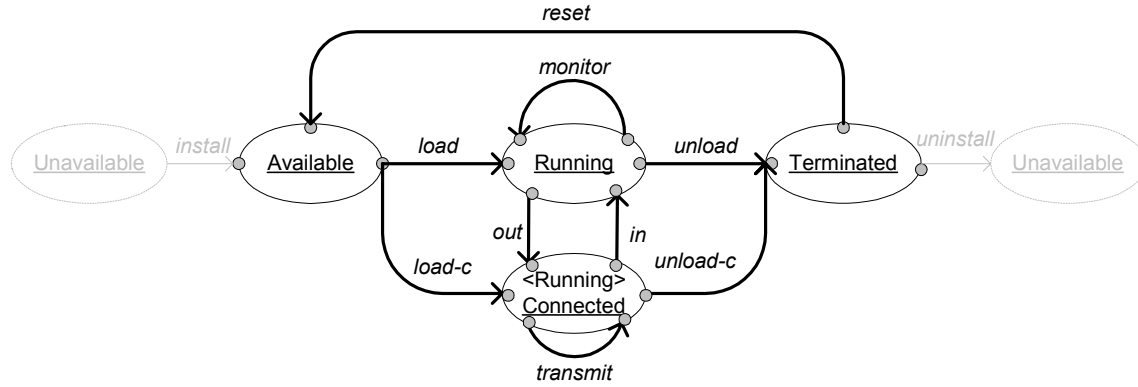 reset
monitor
install
load
unload
uninstall
Unavailable
Available
Running
Terminated
Unavailable
out
in
load-c
unload-c
<Running>
Connected
transmit